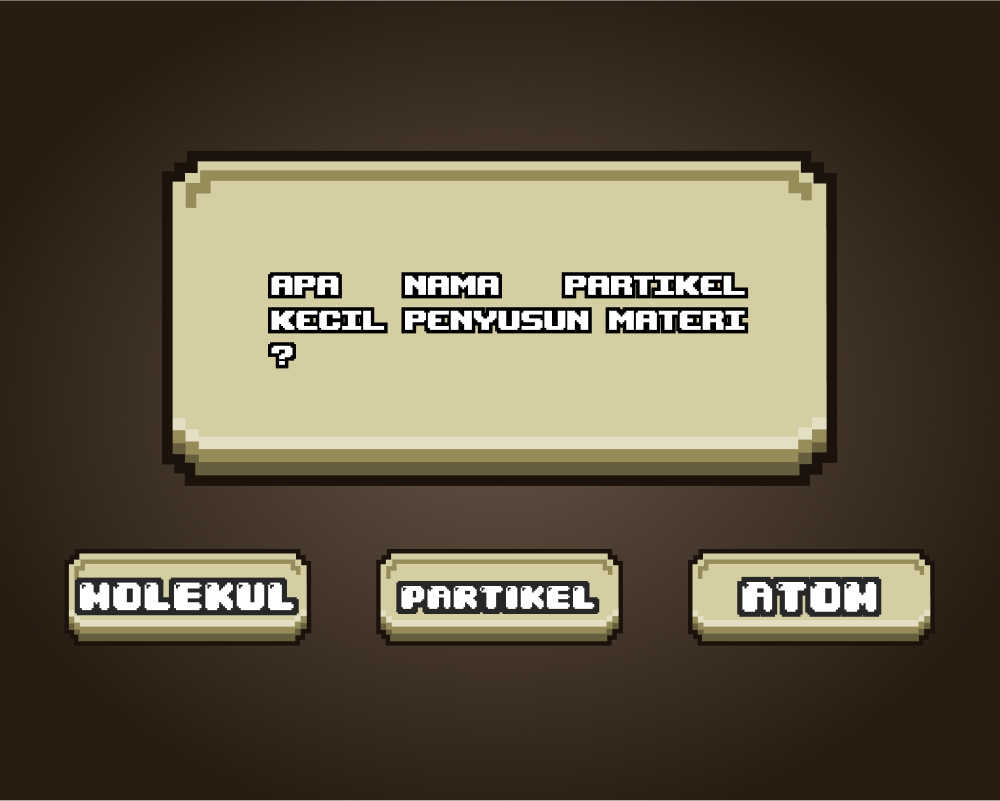 APA NAMA PARTIKEL
KECIL PENYUSUN MATERI
?
MOLEKUL
PARTIKEL
ATOM